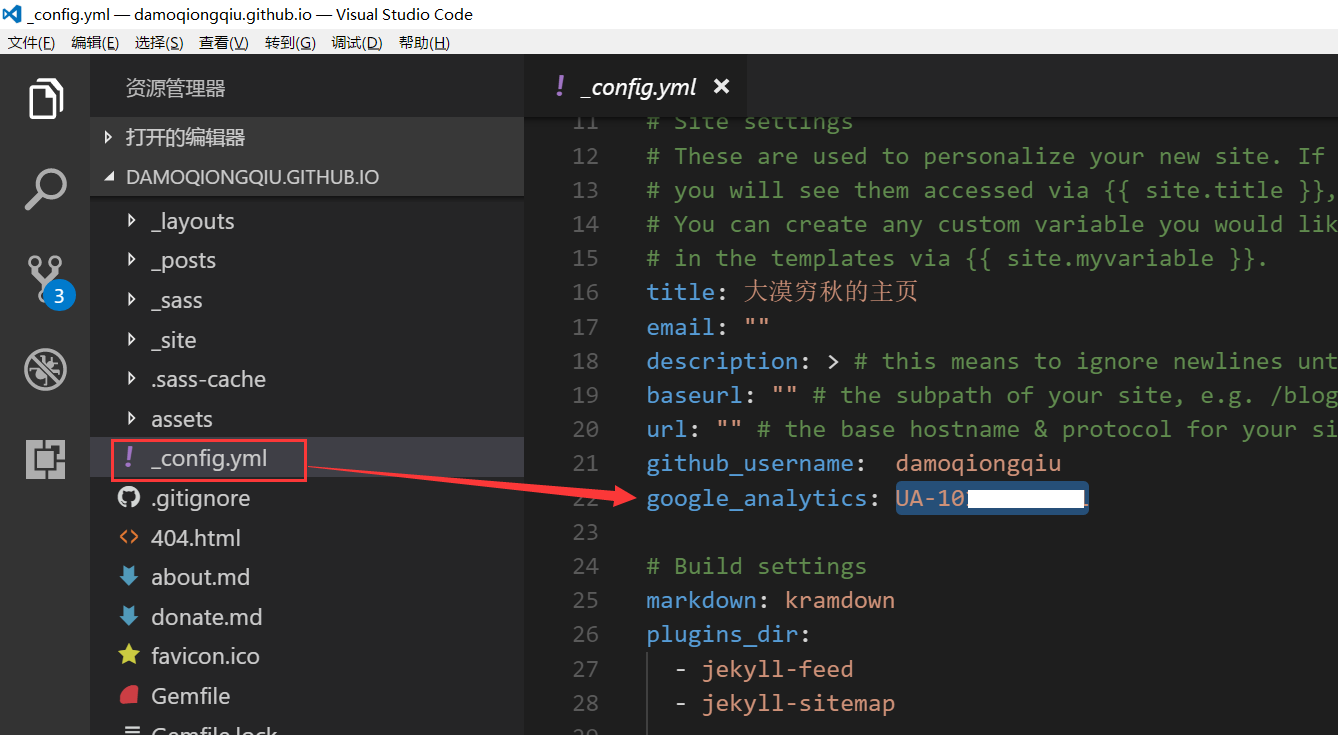 _config.yml — damoqiongqiu.github.io — Visual Studio Code
文件(F) 编辑(E) 选择(S) 查看(V) 转到(G) 调试(D) 帮助(H)
资源管理器
打开的编辑器
DAMOQIONGQIU.GITHUB.IO
_layouts
_posts
_sass
3
_site
.sass-cache
assets
! _config.yml
.gitignore
404.html
about.md
donate.md
favicon.ico
Gemfile
Gemfile.lock
! _config.yml ×
11 # Site settings
12 # These are used to personalize your new site. If
13 # you will see them accessed via {{ site.title }},
14 # You can create any custom variable you would lik
15 # in the templates via {{ site.myvariable }}.
16 title: 大漠穷秋的主页
17 email: ""
18 description: > # this means to ignore newlines unt
19 baseurl: "" # the subpath of your site, e.g. /blog
20 url: "" # the base hostname & protocol for your si
21 github_username: damoqiongqiu
22 google_analytics: UA-10
23
24 # Build settings
25 markdown: kramdown
26 plugins_dir:
27 - jekyll-feed
28 - jekyll-sitemap
29